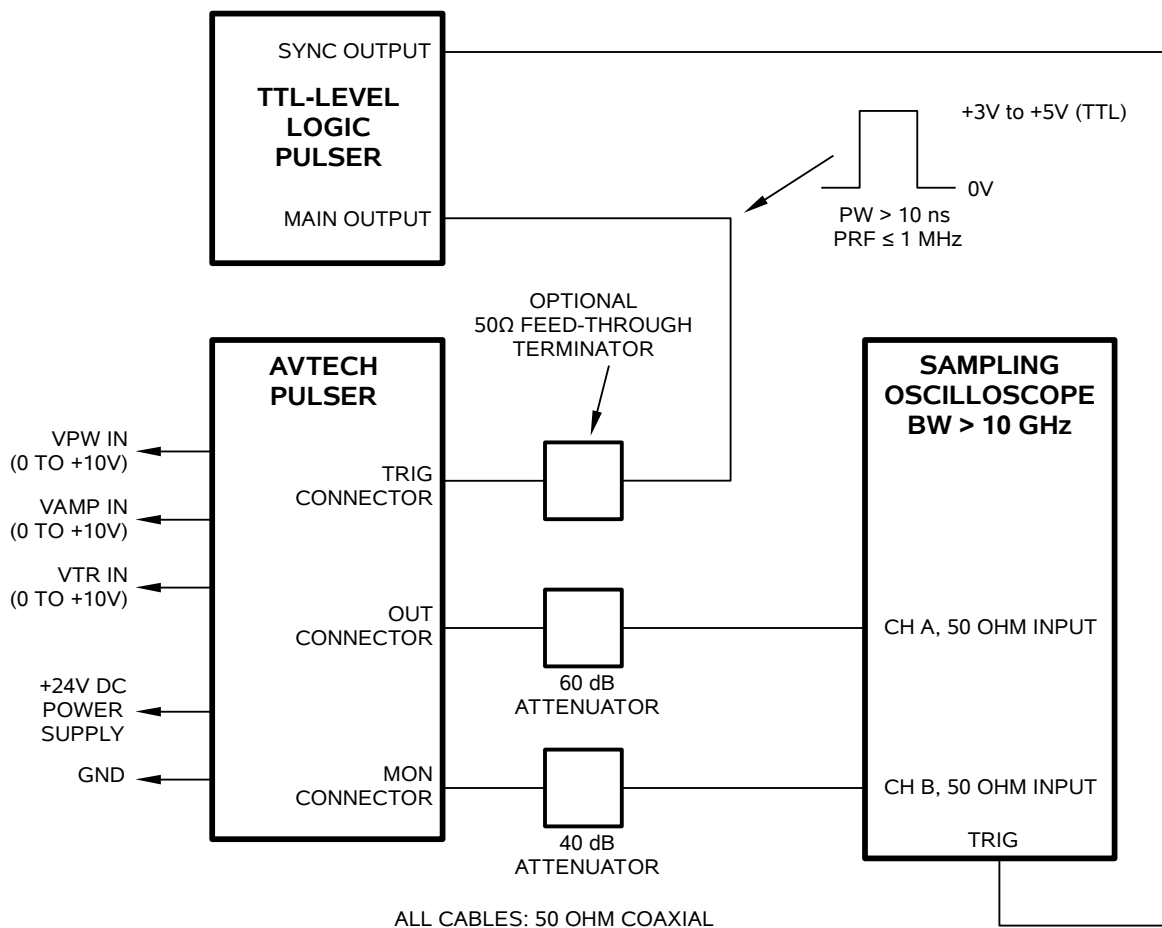 SYNC OUTPUT
TTL-LEVEL
LOGIC
PULSER
MAIN OUTPUT
+3V to +5V (TTL)
0V
PW > 10 ns
PRF ≤ 1 MHz
OPTIONAL
50Ω FEED-THROUGH
TERMINATOR
AVTECH
PULSER
SAMPLING
OSCILLOSCOPE
BW > 10 GHz
VPW IN
(0 TO +10V)
VAMP IN
(0 TO +10V)
VTR IN
(0 TO +10V)
+24V DC
POWER
SUPPLY
GND
TRIG
CONNECTOR
OUT
CONNECTOR
MON
CONNECTOR
60 dB
ATTENUATOR
40 dB
ATTENUATOR
CH A, 50 OHM INPUT
CH B, 50 OHM INPUT
TRIG
ALL CABLES: 50 OHM COAXIAL